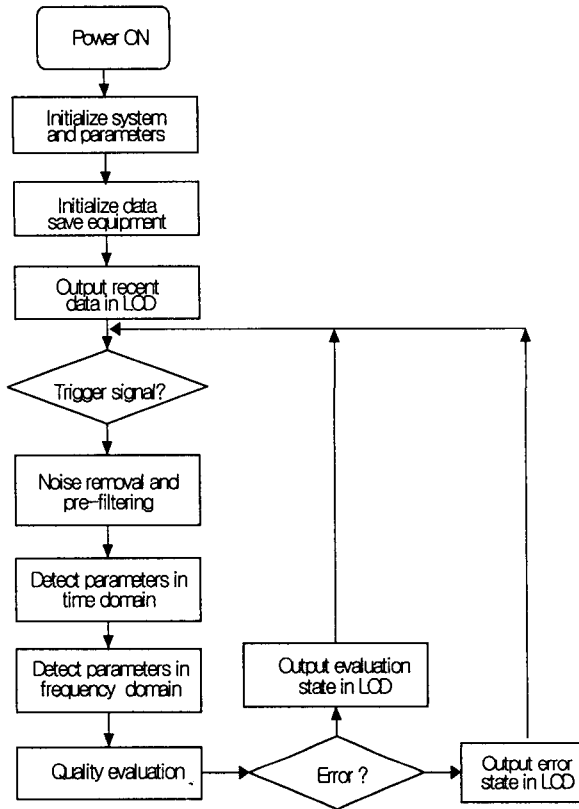 Power ON
Initialize system
and parameters
Initialize data
save equipment
Output recent
data in LCD
Trigger signal?
Noise removal and
pre-filtering
Detect parameters in
time domain
Detect parameters in
frequency domain
Quality evaluation
Output evaluation
state in LCD
Error ?
Output error
state in LCD